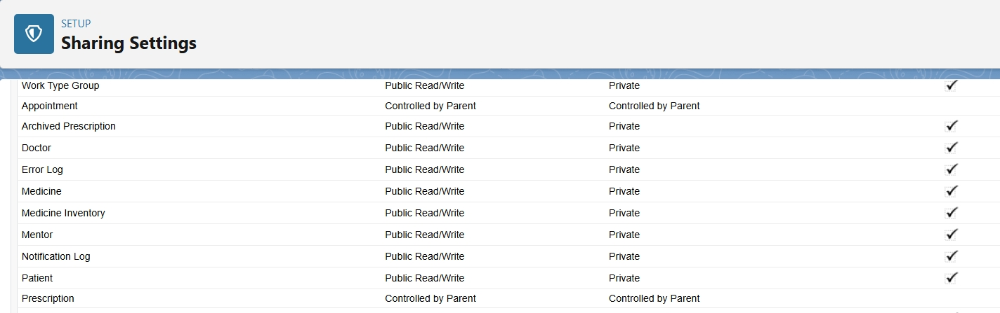 SETUP
Sharing Settings
Work Type Group Public Read/Write Private
Appointment Controlled by Parent Controlled by Parent
Archived Prescription Public Read/Write Private
Doctor Public Read/Write Private
Error Log Public Read/Write Private
Medicine Public Read/Write Private
Medicine Inventory Public Read/Write Private
Mentor Public Read/Write Private
Notification Log Public Read/Write Private
Patient Public Read/Write Private
Prescription Controlled by Parent Controlled by Parent